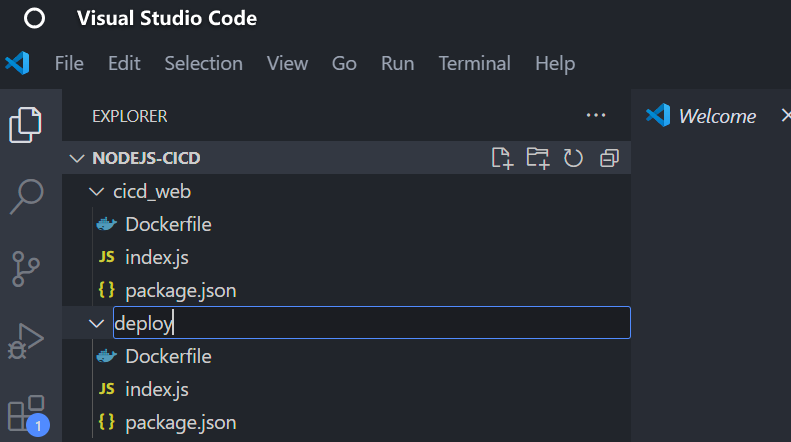 Visual Studio Code
File Edit Selection View Go Run Terminal Help
EXPLORER
Welcome
NODEJS-CICD
cicd_web
Dockerfile
JS index.js
{ } package.json
deploy
Dockerfile
JS index.js
{ } package.json
1